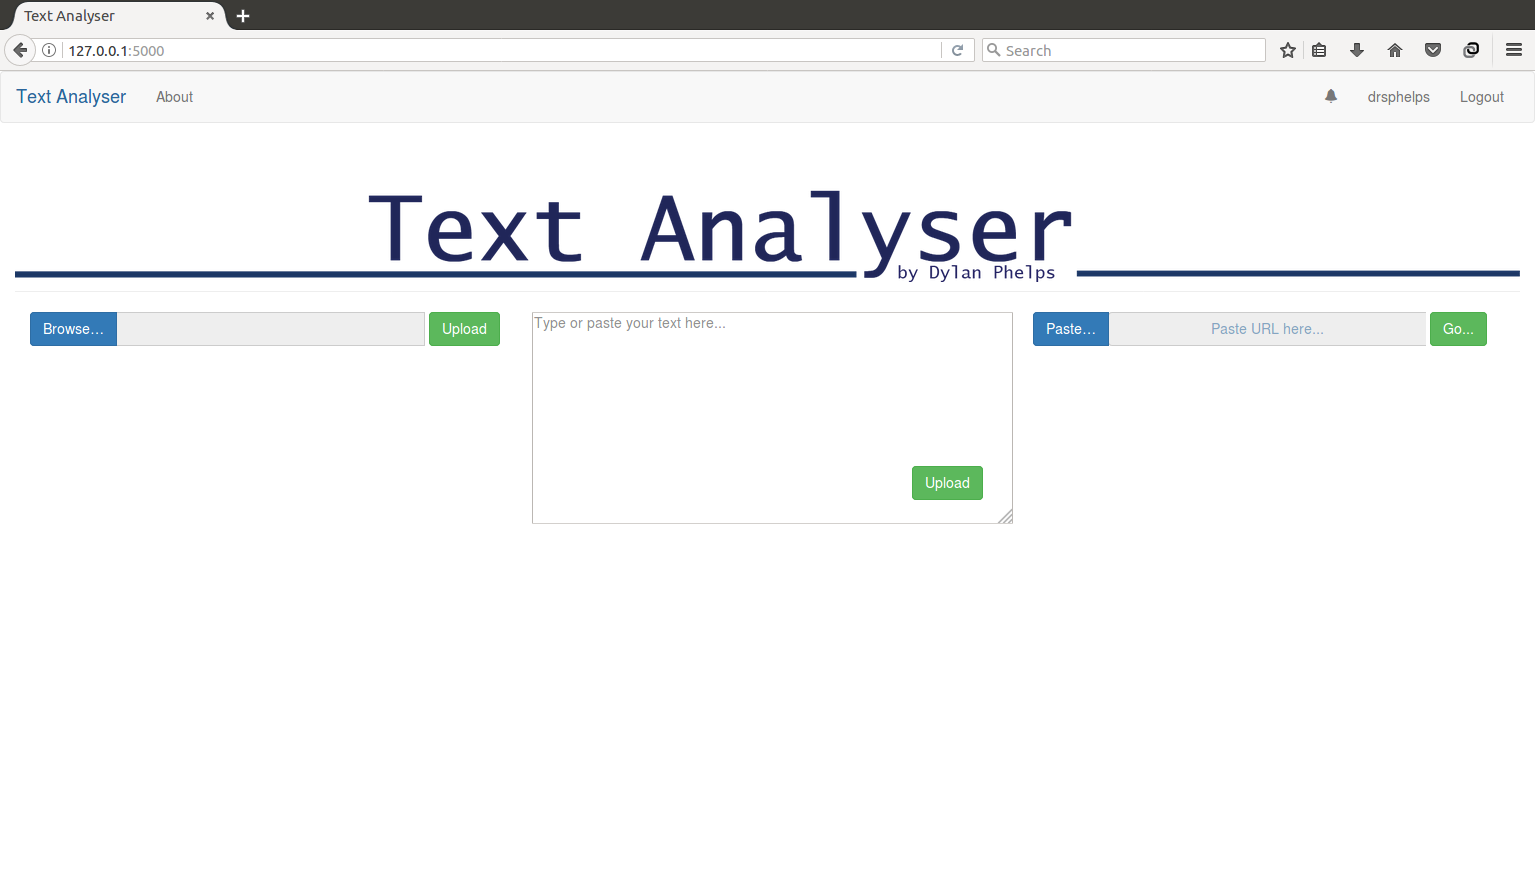 Text Analyser
127.0.0.1:5000
Search
Text Analyser About drsphelps Logout
Text Analyser
by Dylan Phelps
Browse... Upload
Type or paste your text here...
Upload
Paste... Paste URL here... Go...